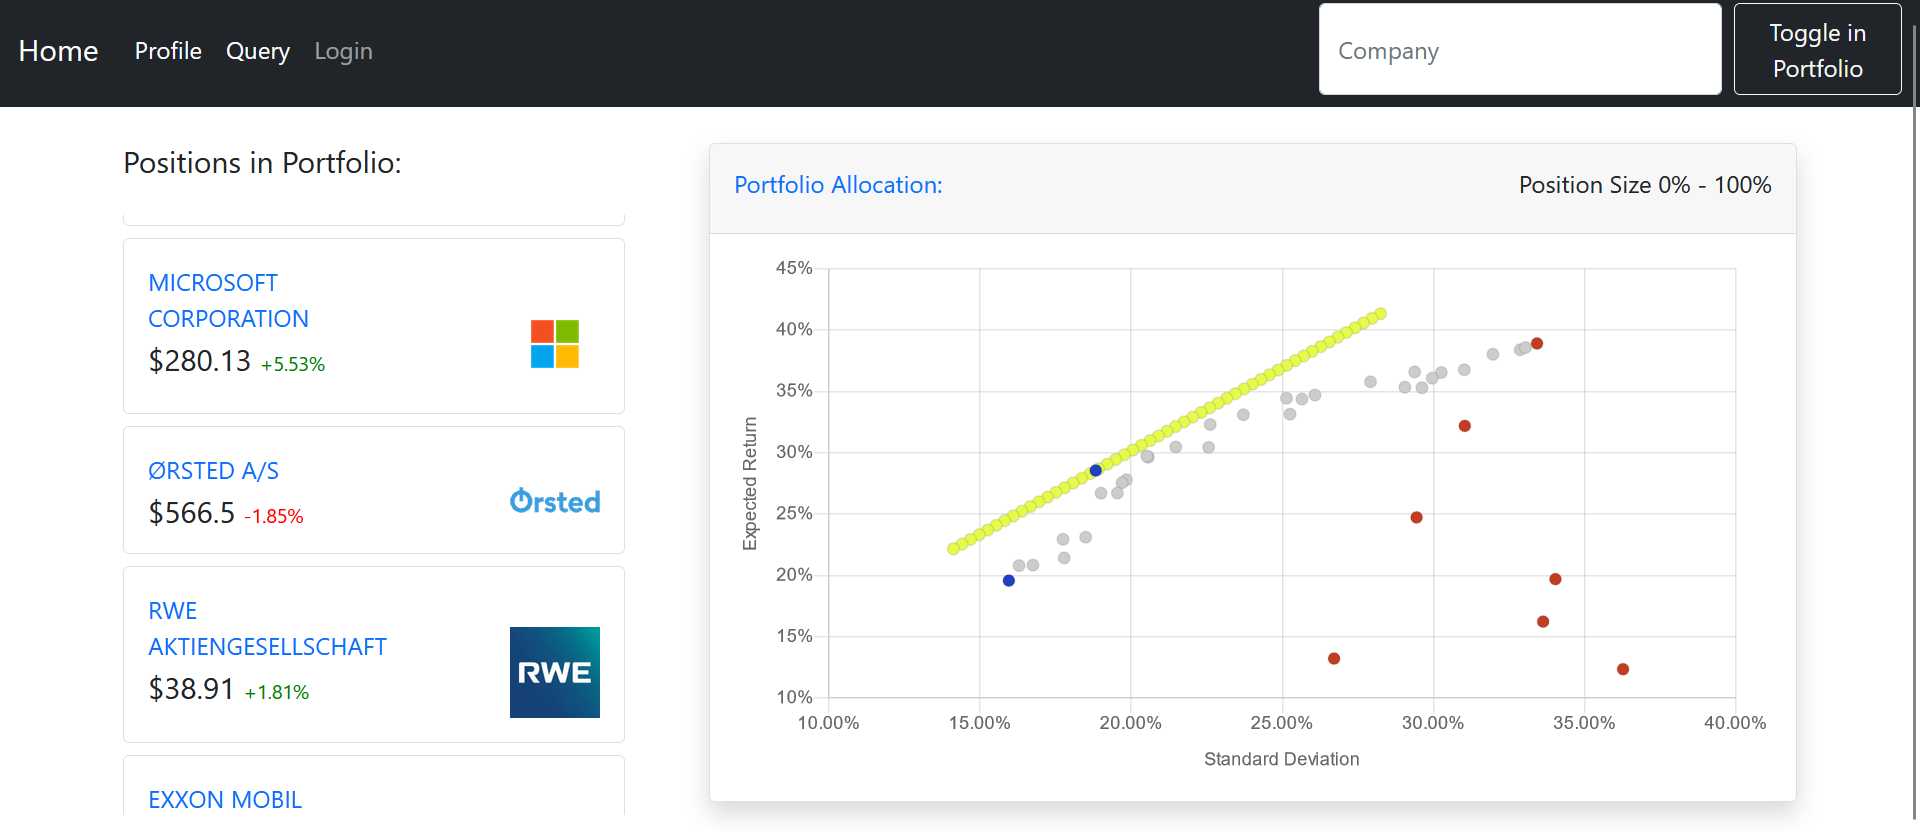 Home
Profile
Query
Login
Company
Toggle in
Portfolio
Positions in Portfolio:
MICROSOFT
CORPORATION
$280.13 +5.53%
ØRSTED A/S
$566.5 -1.85%
Ørsted
RWE
AKTIENGESELLSCHAFT
$38.91 +1.81%
RWE
EXXON MOBIL
Portfolio Allocation:
Position Size 0% - 100%
45%
40%
35%
30%
25%
20%
15%
10%
Expected Return
10.00%
15.00%
20.00%
25.00%
30.00%
35.00%
40.00%
Standard Deviation